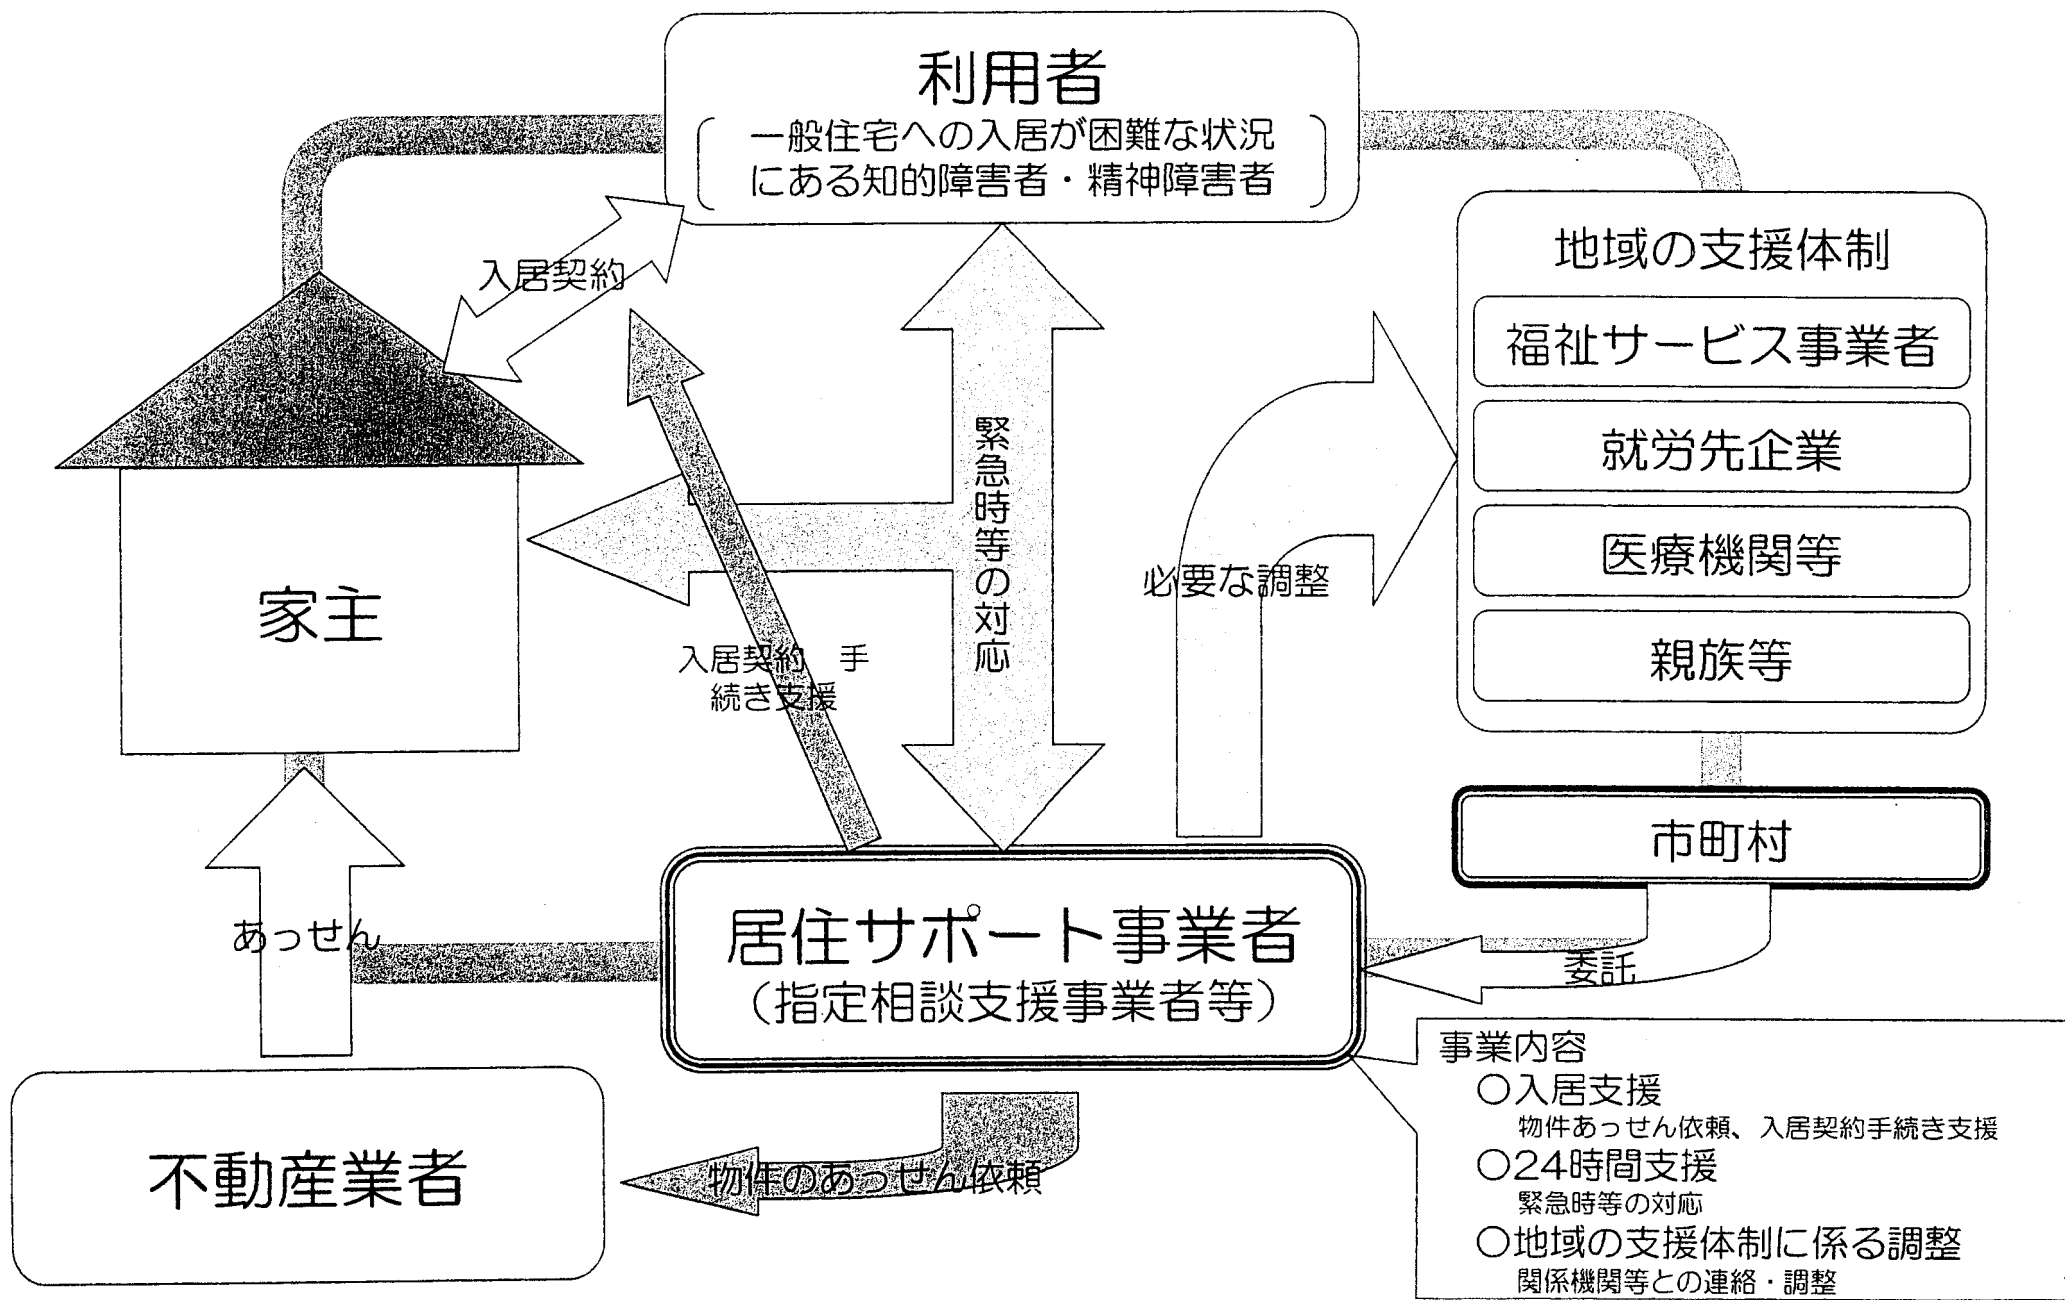 利用者
一般住宅への入居が困難な状況
にある知的障害者・精神障害者
入居契約
地域の支援体制
福祉サービス事業者
就労先企業
医療機関等
親族等
緊急時等の対応
必要な調整
家主
入居契約　手
続き支援
市町村
あっせん
居住サポート事業者
（指定相談支援事業者等）
委託
不動産業者
物件のあっせん依頼
事業内容
○入居支援
物件あっせん依頼、入居契約手続き支援
○24時間支援
緊急時等の対応
○地域の支援体制に係る調整
関係機関等との連絡・調整